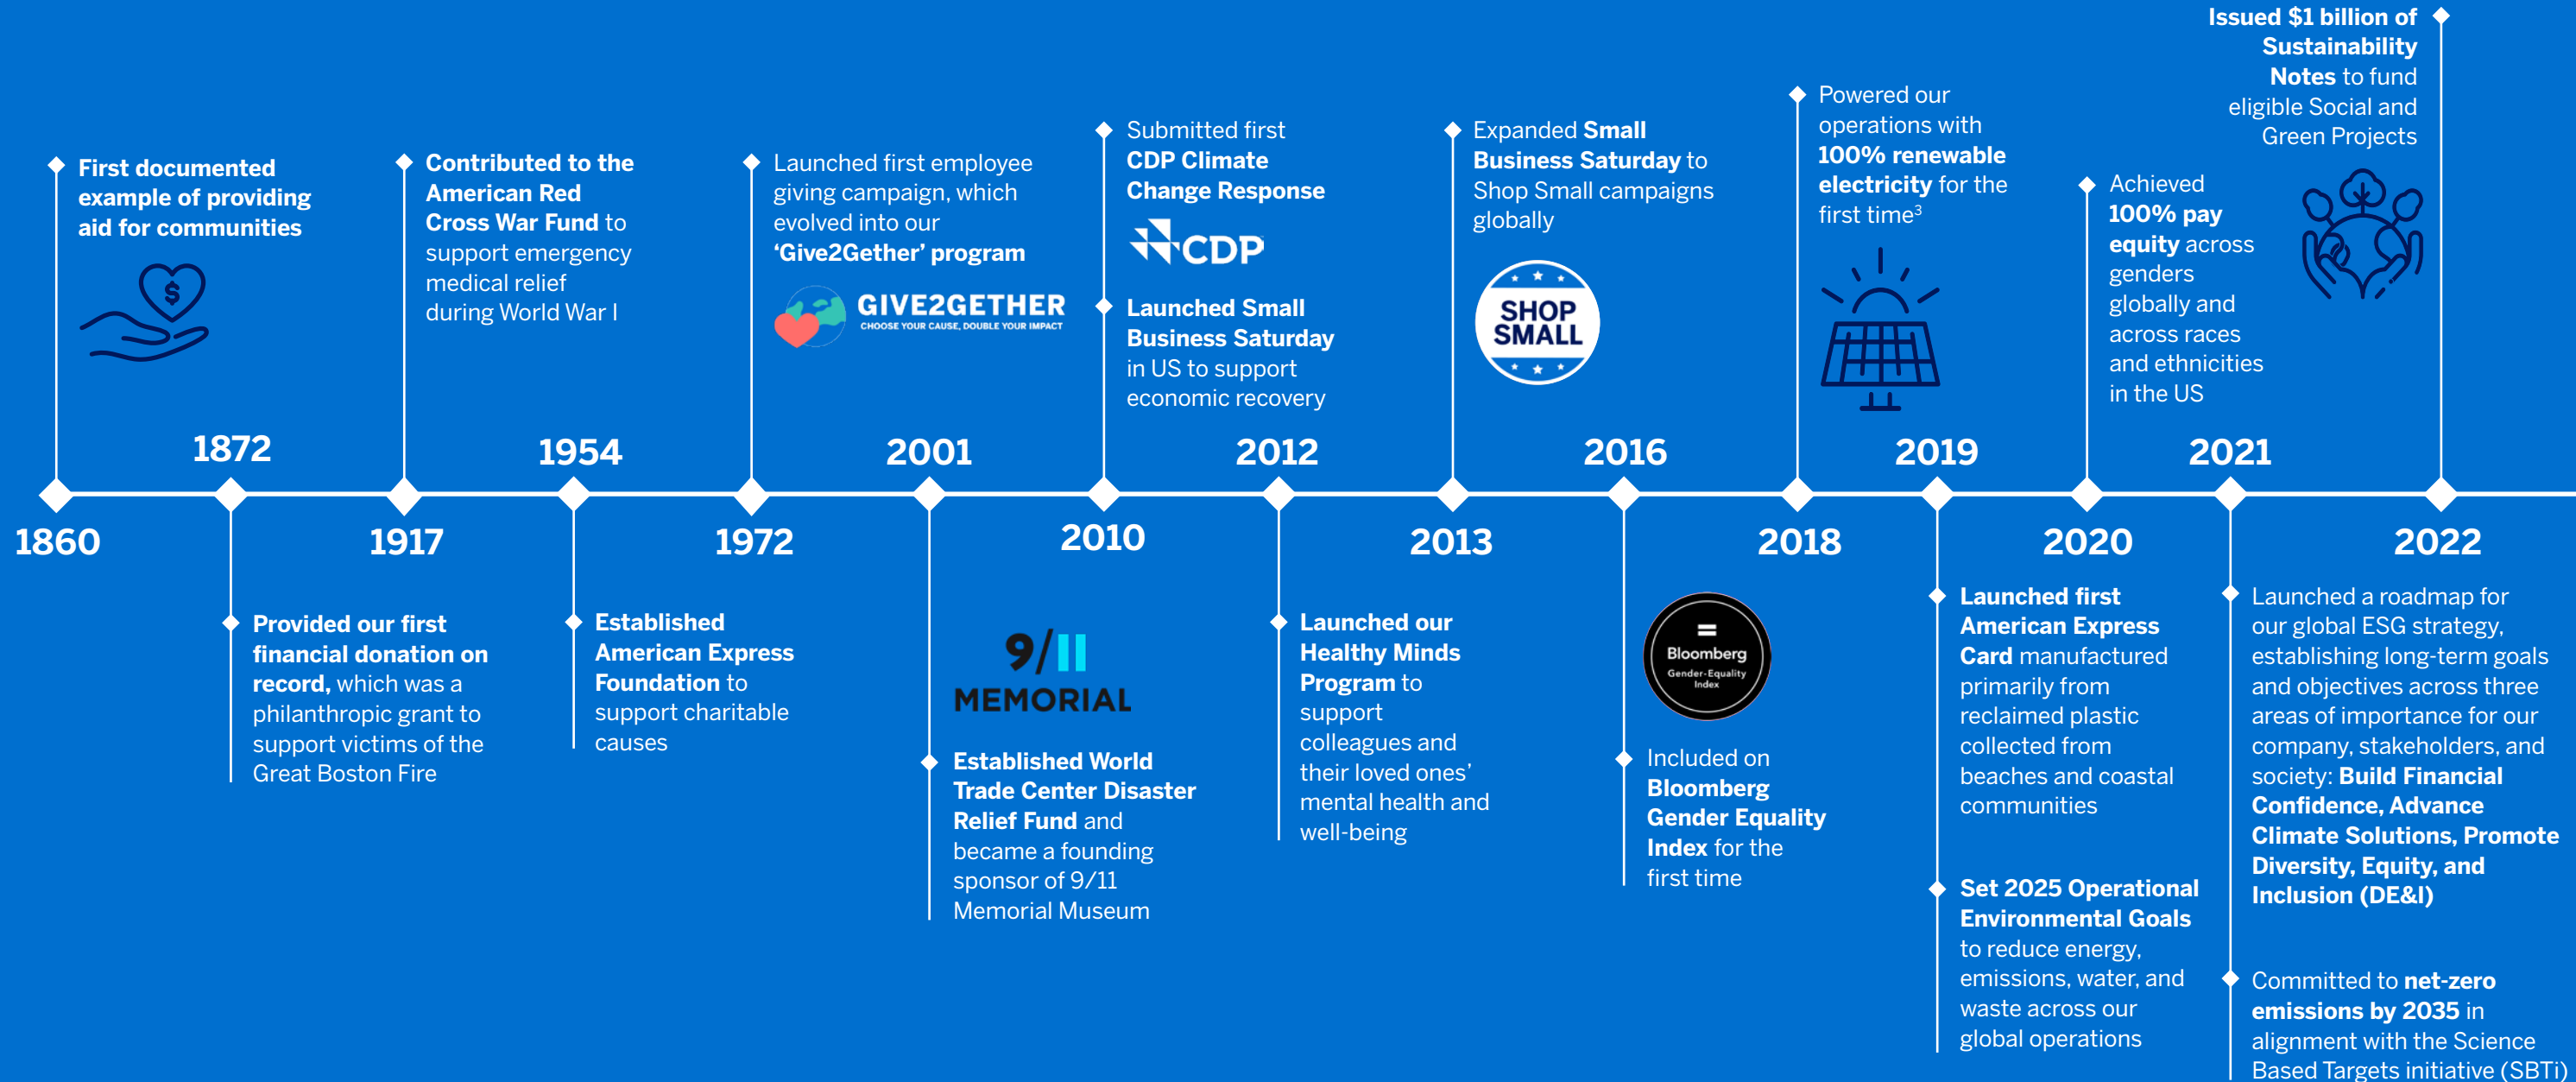 First documented
example of providing
aid for communities
$
1860
1872
Provided our first
financial donation on
record, which was a
philanthropic grant to
support victims of the
Great Boston Fire
Contributed to the
American Red
Cross War Fund to
support emergency
medical relief
during World War I
1917
1954
Established
American Express
Foundation to
support charitable
causes
Launched first employee
giving campaign, which
evolved into our
‘Give2Gether’ program
GIVE2GETHER
CHOOSE YOUR CAUSE, DOUBLE YOUR IMPACT
1972
2001
9/11
MEMORIAL
Established World
Trade Center Disaster
Relief Fund and
became a founding
sponsor of 9/11
Memorial Museum
Submitted first
CDP Climate
Change Response
CDP
Launched Small
Business Saturday
in US to support
economic recovery
2010
2012
Launched our
Healthy Minds
Program to
support
colleagues and
their loved ones’
mental health and
well-being
Expanded Small
Business Saturday to
Shop Small campaigns
globally
SHOP
SMALL
2013
2016
Bloomberg
Gender-Equality
Index
Included on
Bloomberg
Gender Equality
Index for the
first time
Powered our
operations with
100% renewable
electricity for the
first time³
2018
2019
Launched first
American Express
Card manufactured
primarily from
reclaimed plastic
collected from
beaches and coastal
communities
Set 2025 Operational
Environmental Goals
to reduce energy,
emissions, water, and
waste across our
global operations
Achieved
100% pay
equity across
genders
globally and
across races
and ethnicities
in the US
2020
2021
Launched a roadmap for
our global ESG strategy,
establishing long-term goals
and objectives across three
areas of importance for our
company, stakeholders, and
society: Build Financial
Confidence, Advance
Climate Solutions, Promote
Diversity, Equity, and
Inclusion (DE&I)
Committed to net-zero
emissions by 2035 in
alignment with the Science
Based Targets initiative (SBTi)
Issued $1 billion of
Sustainability
Notes to fund
eligible Social and
Green Projects
2022